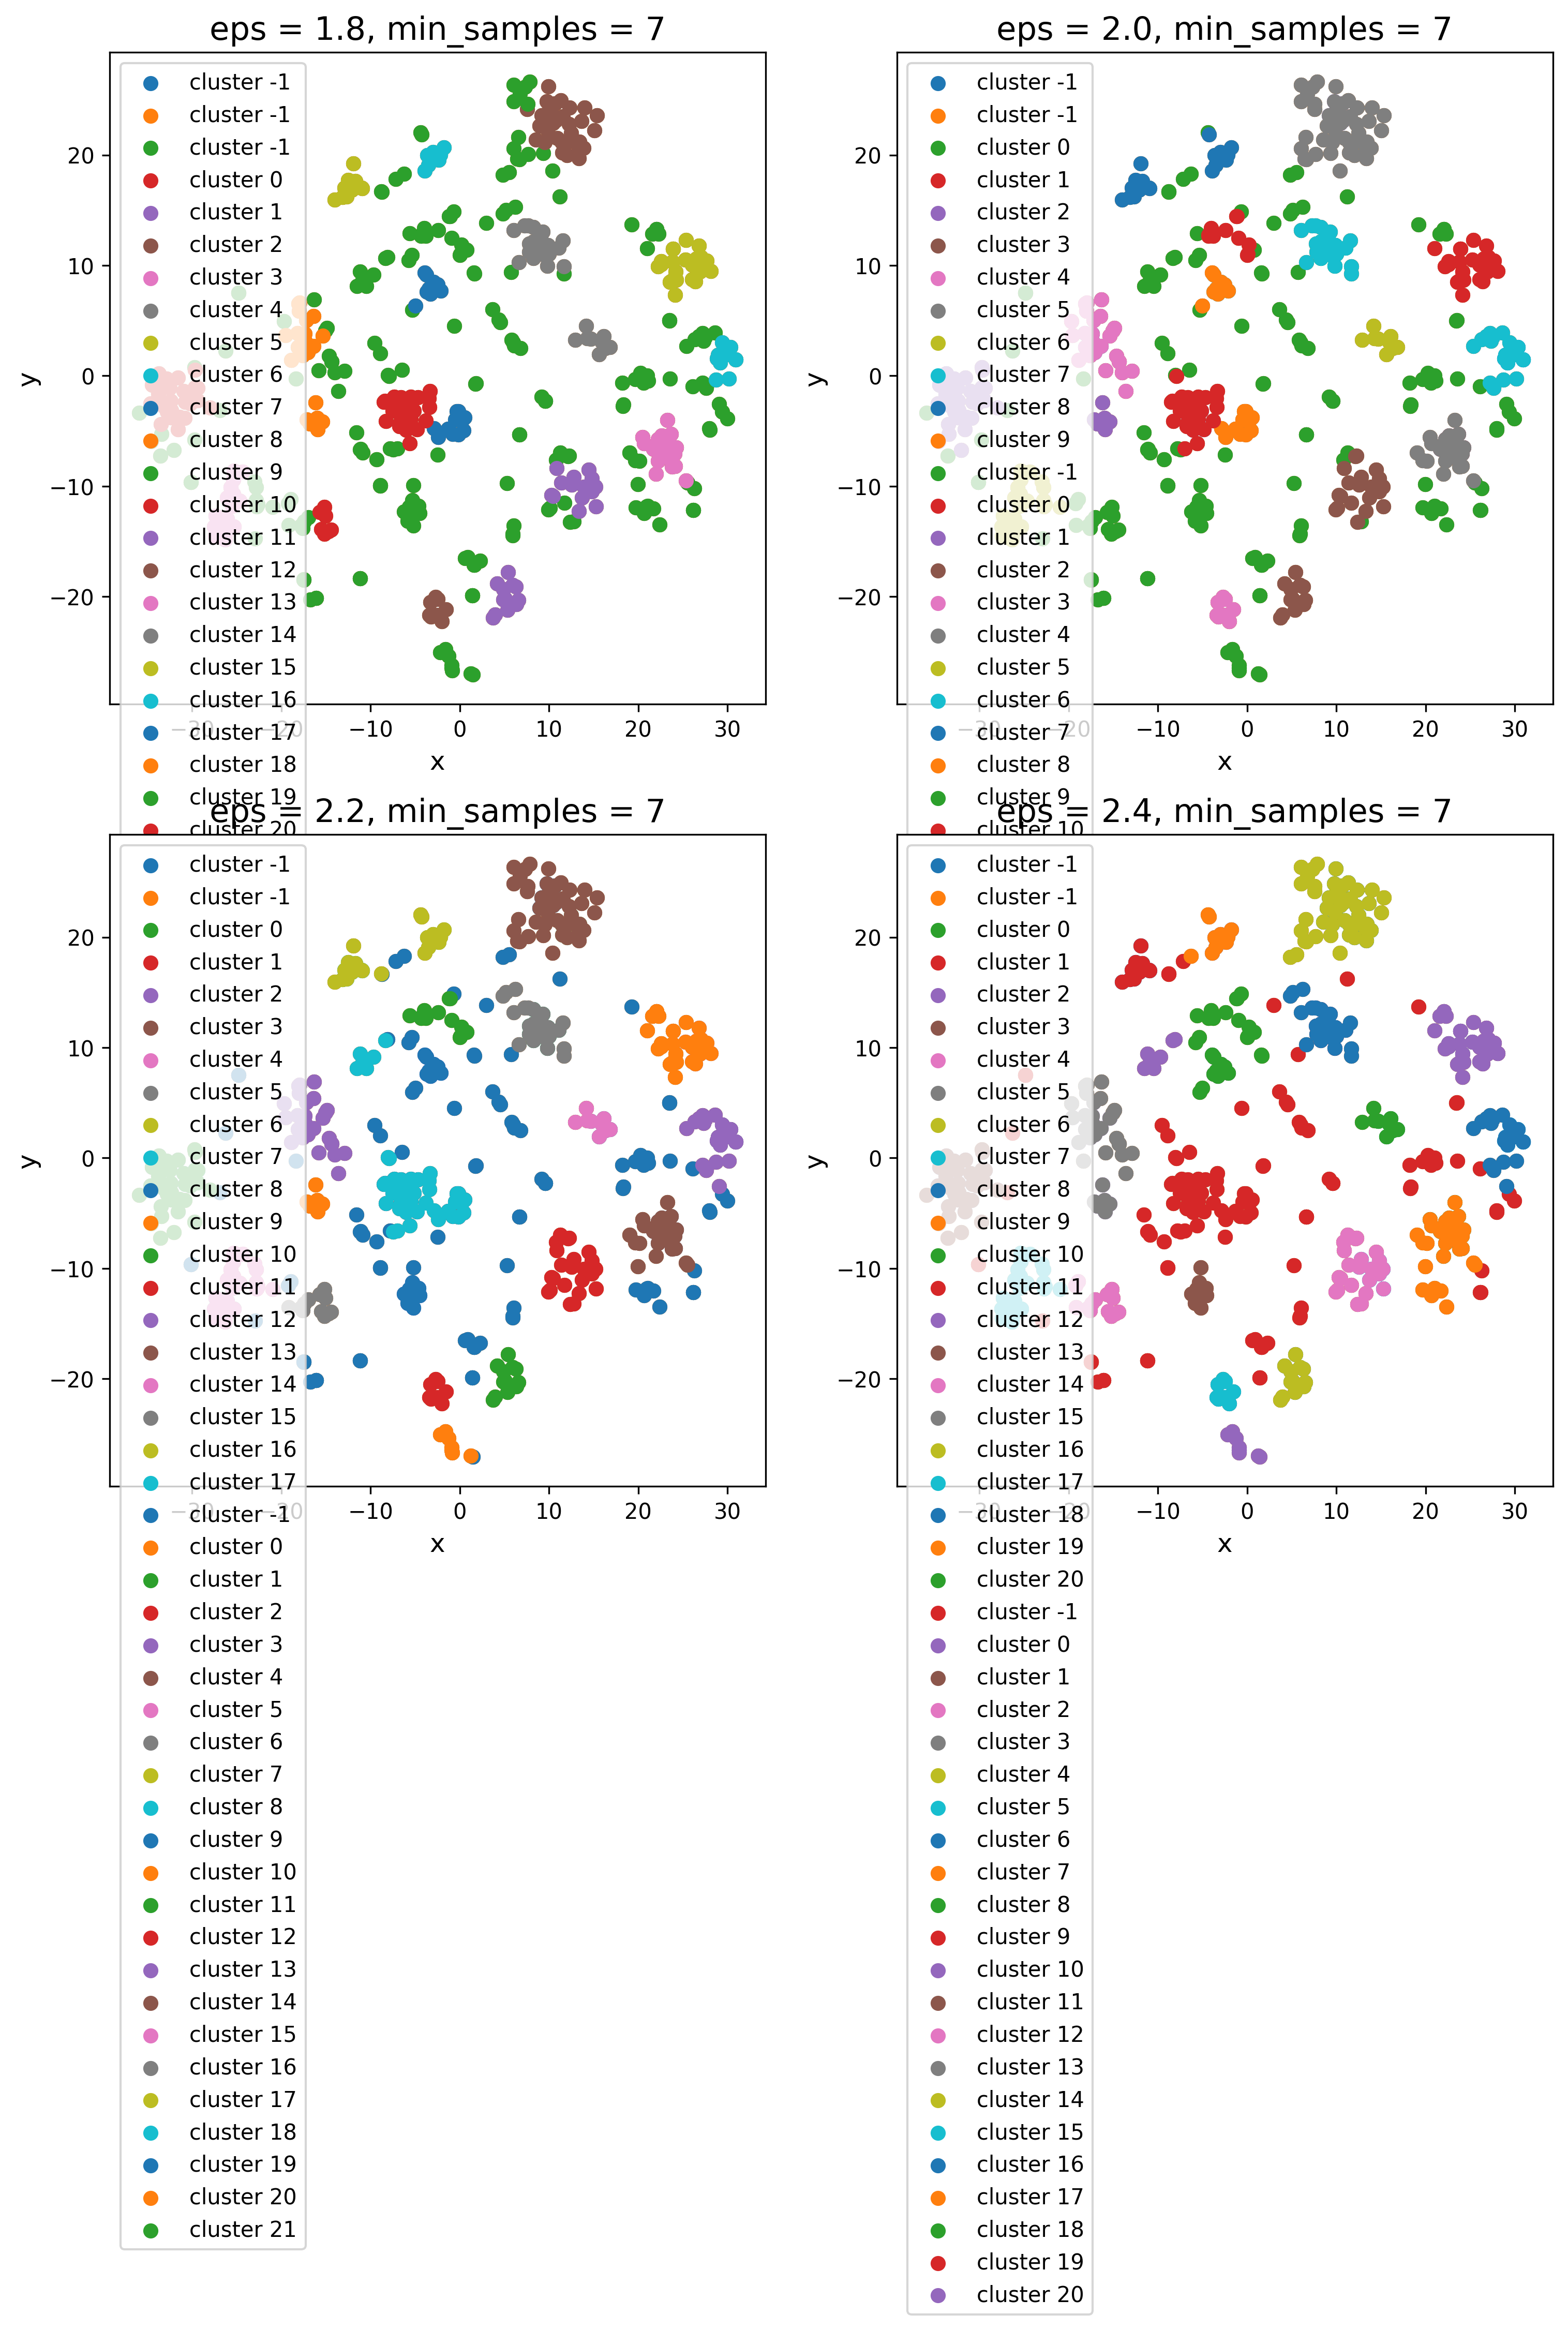 eps = 1.8, min_samples = 7
cluster -1
cluster -1
cluster -1
cluster 0
cluster 1
cluster 2
cluster 3
cluster 4
cluster 5
cluster 6
cluster 7
cluster 8
cluster 9
cluster 10
cluster 11
cluster 12
cluster 13
cluster 14
cluster 15
cluster 16
cluster 17
cluster 18
cluster 19
cluster 20
20
10
0
−10
−20
y
−20 −10 0 10 20 30
x
eps = 2.0, min_samples = 7
cluster -1
cluster -1
cluster 0
cluster 1
cluster 2
cluster 3
cluster 4
cluster 5
cluster 6
cluster 7
cluster 8
cluster 9
cluster -1
cluster 0
cluster 1
cluster 2
cluster 3
cluster 4
cluster 5
cluster 6
cluster 7
cluster 8
cluster 9
cluster 10
20
10
0
−10
−20
y
−30 −20 −10 0 10 20 30
x
eps = 2.2, min_samples = 7
cluster -1
cluster -1
cluster 0
cluster 1
cluster 2
cluster 3
cluster 4
cluster 5
cluster 6
cluster 7
cluster 8
cluster 9
cluster 10
cluster 11
cluster 12
cluster 13
cluster 14
cluster 15
cluster 16
cluster 17
cluster -1
cluster 0
cluster 1
cluster 2
cluster 3
cluster 4
cluster 5
cluster 6
cluster 7
cluster 8
cluster 9
cluster 10
cluster 11
cluster 12
cluster 13
cluster 14
cluster 15
cluster 16
cluster 17
cluster 18
cluster 19
cluster 20
cluster 21
20
10
0
−10
−20
y
−10 0 10 20 30
x
eps = 2.4, min_samples = 7
cluster -1
cluster -1
cluster 0
cluster 1
cluster 2
cluster 3
cluster 4
cluster 5
cluster 6
cluster 7
cluster 8
cluster 9
cluster 10
cluster 11
cluster 12
cluster 13
cluster 14
cluster 15
cluster 16
cluster 17
cluster 18
cluster 19
cluster 20
cluster -1
cluster 0
cluster 1
cluster 2
cluster 3
cluster 4
cluster 5
cluster 6
cluster 7
cluster 8
cluster 9
cluster 10
cluster 11
cluster 12
cluster 13
cluster 14
cluster 15
cluster 16
cluster 17
cluster 18
cluster 19
cluster 20
20
10
0
−10
−20
y
−10 0 10 20 30
x